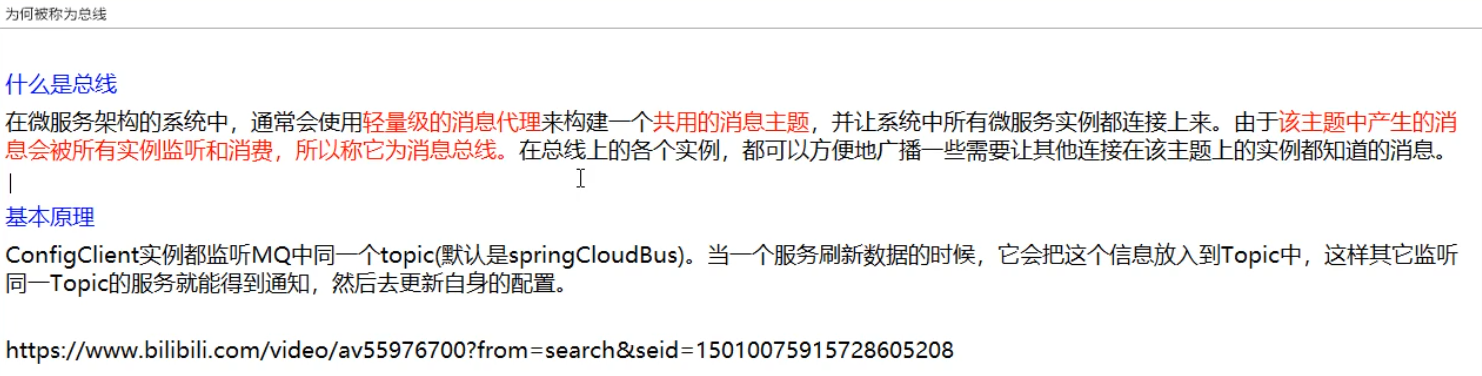 为何被称为总线
什么是总线
在微服务架构的系统中，通常会使用轻量级的消息代理来构建一个共用的消息主题，并让系统中所有微服务实例都连接上来。由于该主题中产生的消
息会被所有实例监听和消费，所以称它为消息总线。在总线上的各个实例，都可以方便地广播一些需要让其他连接在该主题上的实例都知道的消息。
基本原理
ConfigClient实例都监听MQ中同一个topic(默认是springCloudBus)。当一个服务刷新数据的时候，它会把这个信息放入到Topic中，这样其它监听
同一Topic的服务就能得到通知，然后去更新自身的配置。
https://www.bilibili.com/video/av55976700?from=search&seid=15010075915728605208